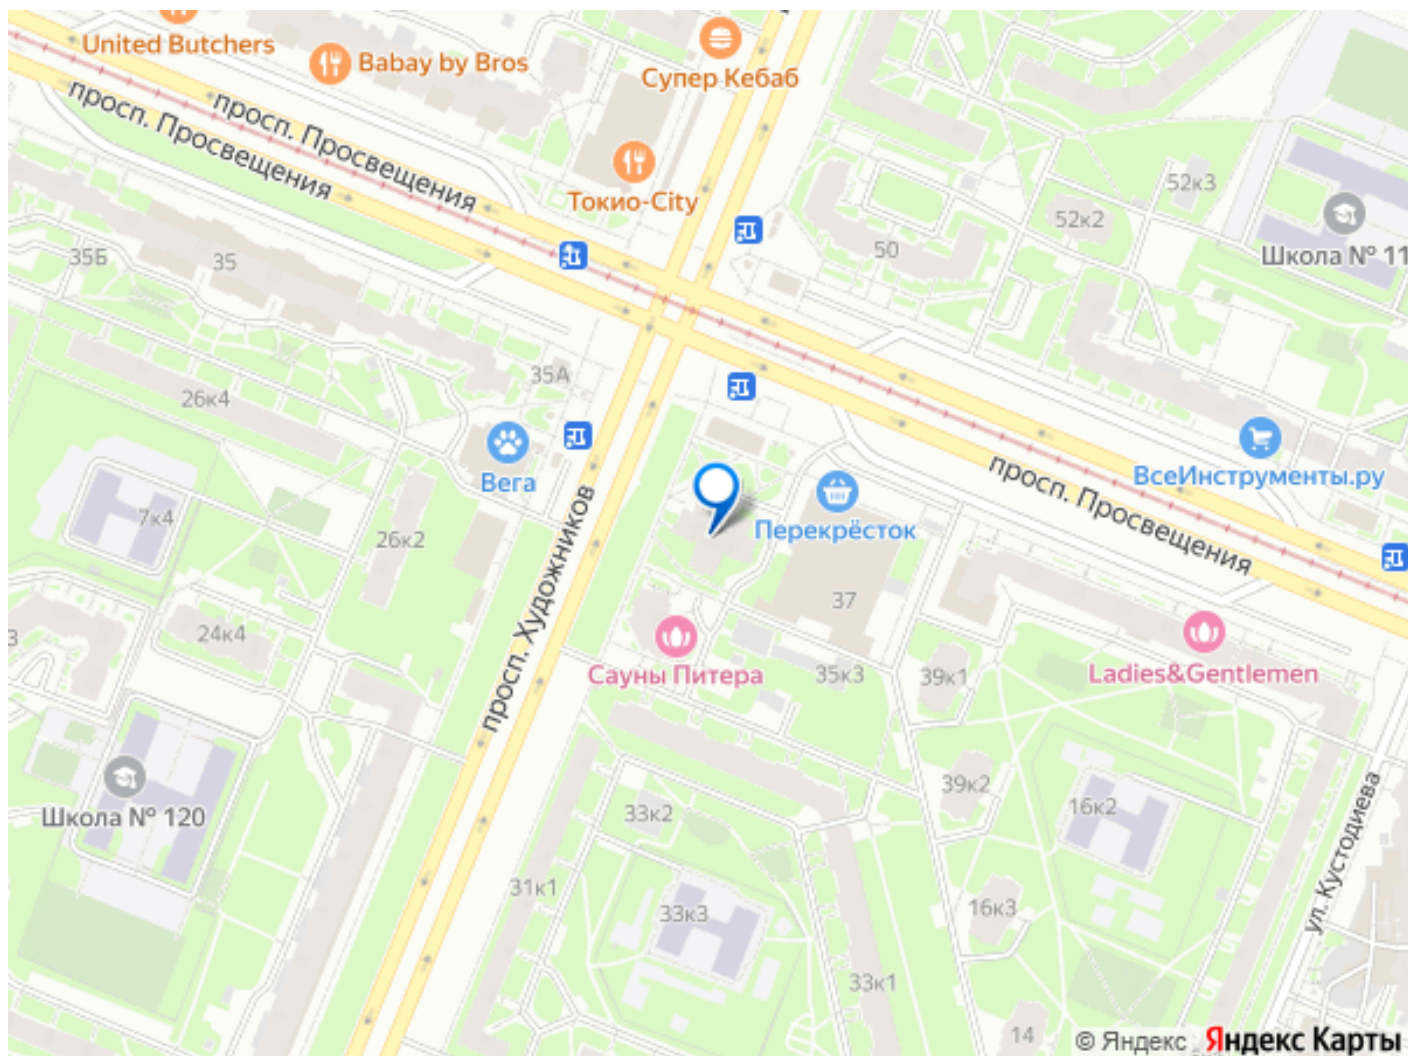 United Butchers
Babay by Bros
Супер Кебаб
просп. Просвещения
просп. Просвещения
Токио-City
52к3
52к2
50
Школа № 11
35Б
35
35А
26к4
Вега
ВсеИнструменты.ру
просп. Просвещения
Перекрёсток
7к4
26к2
просп. Художников
37
24к4
3
Сауны Питера
35к3
39к1
Ladies&Gentlemen
39к2
16к2
Школа № 120
33к2
ул. Кустодиева
31к1
33к3
16к3
33к1
14
© Яндекс Яндекс Карты